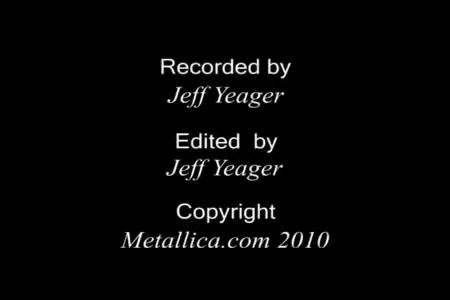 Recorded by
Jeff Yeager
Edited by
Jeff Yeager
Copyright
Metallica.com 2010